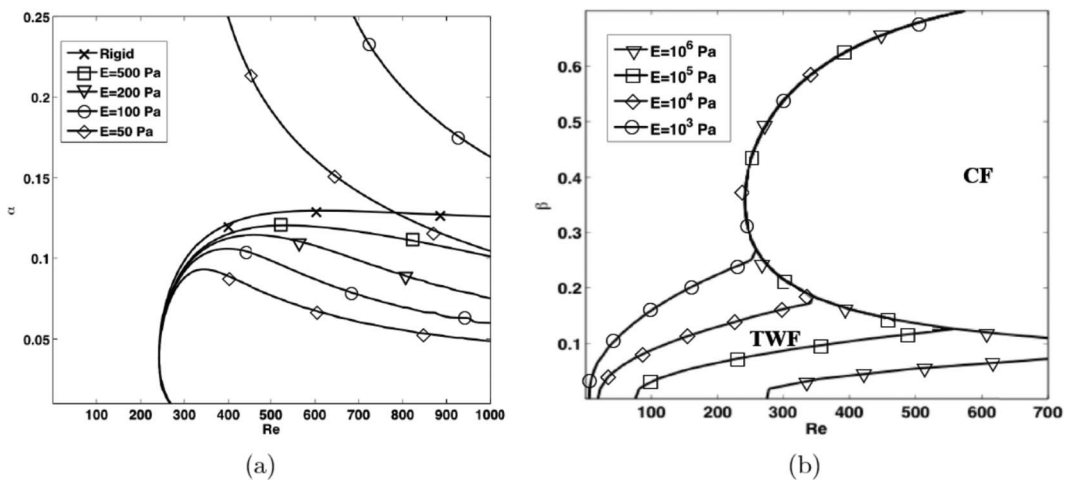 0.25
0.2
0.15
0.1
0.05
α
100 200 300 400 500 600 700 800 900 1000
Re
Rigid
E=500 Pa
E=200 Pa
E=100 Pa
E=50 Pa
(a)
0.6
0.5
0.4
0.3
0.2
0.1
β
100 200 300 400 500 600 700
Re
E=10⁶ Pa
E=10⁵ Pa
E=10⁴ Pa
E=10³ Pa
CF
TWF
(b)